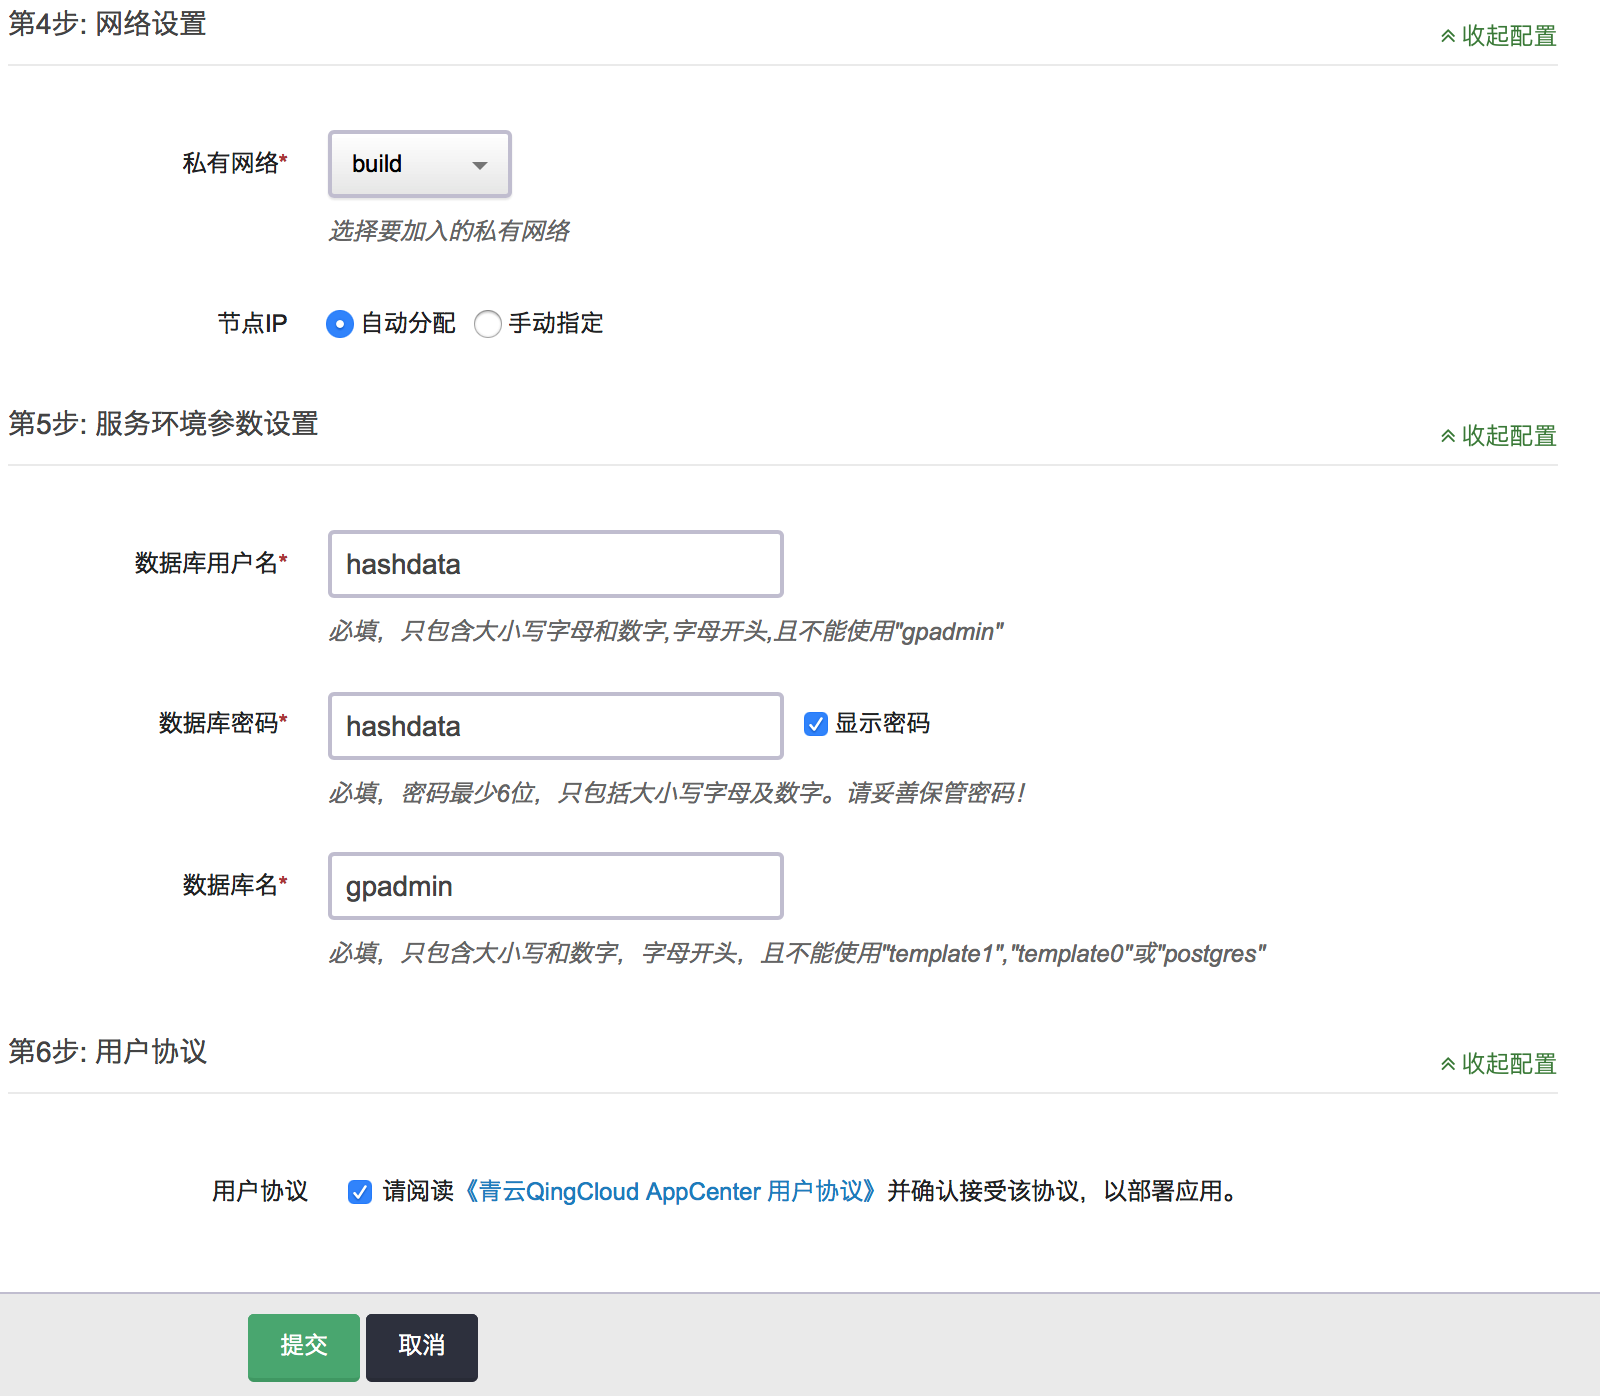 第4步: 网络设置
收起配置
私有网络*
build
选择要加入的私有网络
节点IP 自动分配 手动指定
第5步: 服务环境参数设置
收起配置
数据库用户名*
hashdata
必填，只包含大小写字母和数字,字母开头,且不能使用"gpadmin"
数据库密码*
hashdata
显示密码
必填，密码最少6位，只包括大小写字母及数字。请妥善保管密码！
数据库名*
gpadmin
必填，只包含大小写和数字，字母开头，且不能使用"template1","template0"或"postgres"
第6步: 用户协议
收起配置
用户协议 请阅读《青云QingCloud AppCenter 用户协议》并确认接受该协议，以部署应用。
提交 取消